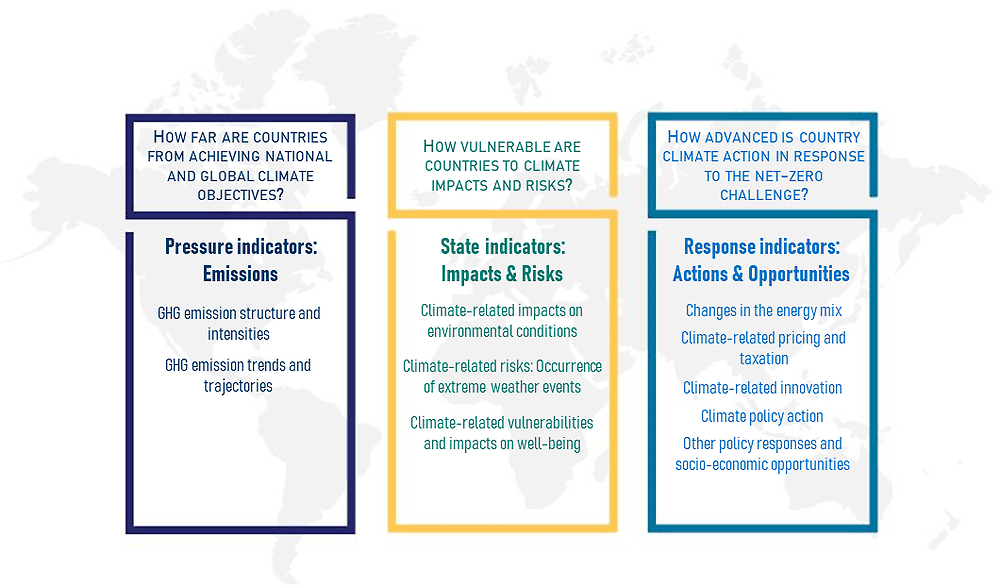 HOW FAR ARE COUNTRIES
FROM ACHIEVING NATIONAL
AND GLOBAL CLIMATE
OBJECTIVES?
Pressure indicators:
Emissions
GHG emission structure and
intensities
GHG emission trends and
trajectories
HOW VULNERABLE ARE
COUNTRIES TO CLIMATE
IMPACTS AND RISKS?
State indicators:
Impacts & Risks
Climate-related impacts on
environmental conditions
Climate-related risks: Occurrence
of extreme weather events
Climate-related vulnerabilities
and impacts on well-being
HOW ADVANCED IS COUNTRY
CLIMATE ACTION IN RESPONSE
TO THE NET-ZERO
CHALLENGE?
Response indicators:
Actions & Opportunities
Changes in the energy mix
Climate-related pricing and
taxation
Climate-related innovation
Climate policy action
Other policy responses and
socio-economic opportunities